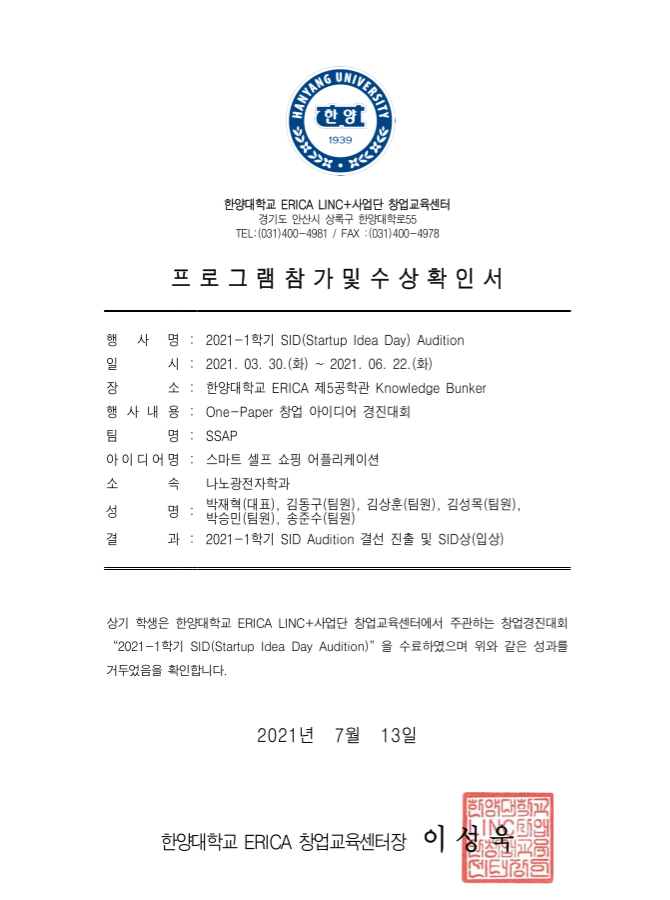 HANYANG UNIVERSITY
한양
1939
한양대학교 ERICA LINC+사업단 창업교육센터
경기도 안산시 상록구 한양대학로55
TEL:(031)400-4981 / FAX :(031)400-4978
프로그램참가및수상확인서
행 사 명 : 2021-1학기 SID(Startup Idea Day) Audition
일 시 : 2021. 03. 30.(화) ~ 2021. 06. 22.(화)
장 소 : 한양대학교 ERICA 제5공학관 Knowledge Bunker
행 사 내 용 : One-Paper 창업 아이디어 경진대회
팀 명 : SSAP
아이디어명 : 스마트 셀프 쇼핑 어플리케이션
소 속 나노광전자학과
성 명 : 박재혁(대표), 김동구(팀원), 김상훈(팀원), 김성목(팀원),
박승민(팀원), 송준수(팀원)
결 과 : 2021-1학기 SID Audition 결선 진출 및 SID상(입상)
상기 학생은 한양대학교 ERICA LINC+사업단 창업교육센터에서 주관하는 창업경진대회
“2021-1학기 SID(Startup Idea Day Audition)” 을 수료하였으며 위와 같은 성과를
거두었음을 확인합니다.
2021년 7월 13일
한양대학교 ERICA 창업교육센터장 이 성 욱
한양대학교
LINC사업
창업교육
센터장의